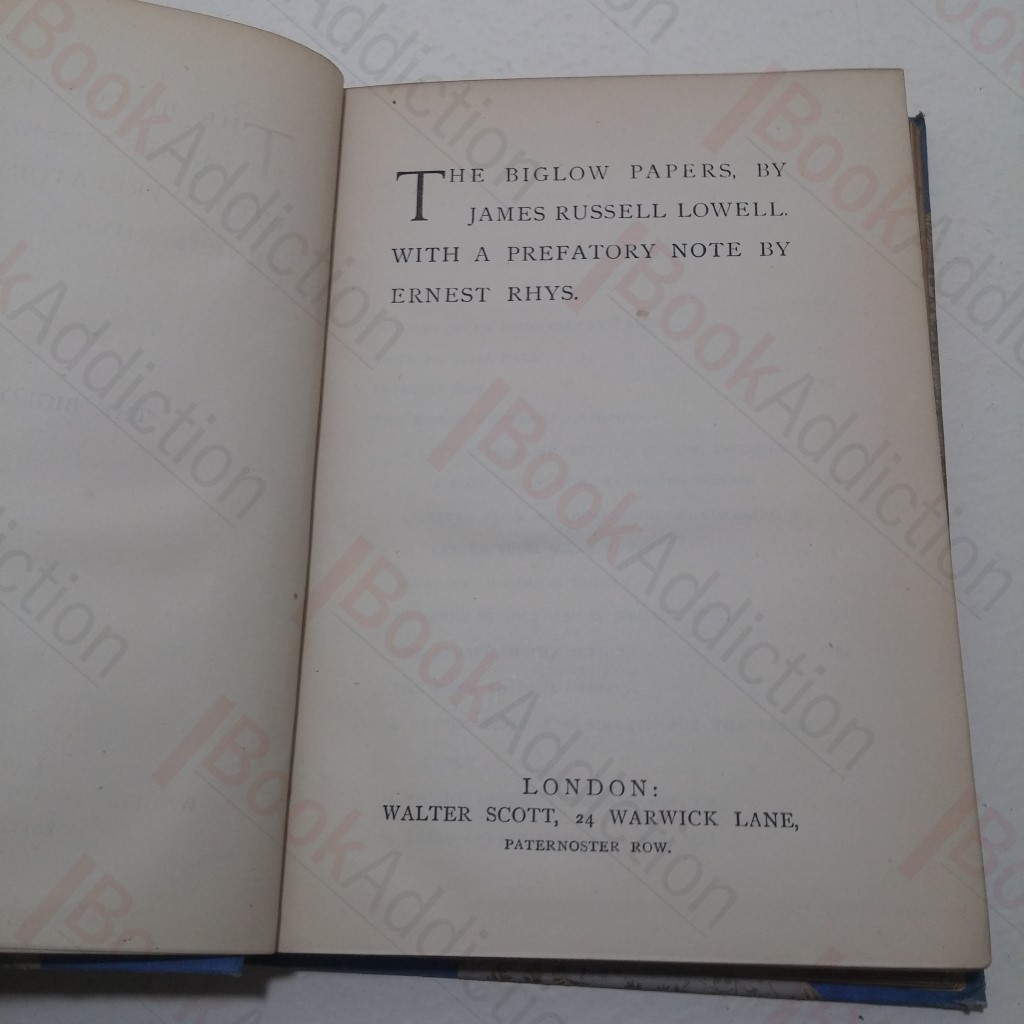 THE BIGLOW PAPERS, BY
JAMES RUSSELL LOWELL.
WITH A PREFATORY NOTE BY
ERNEST RHYS.
LONDON:
WALTER SCOTT, 24 WARWICK LANE,
PATERNOSTER ROW.
BookAddiction